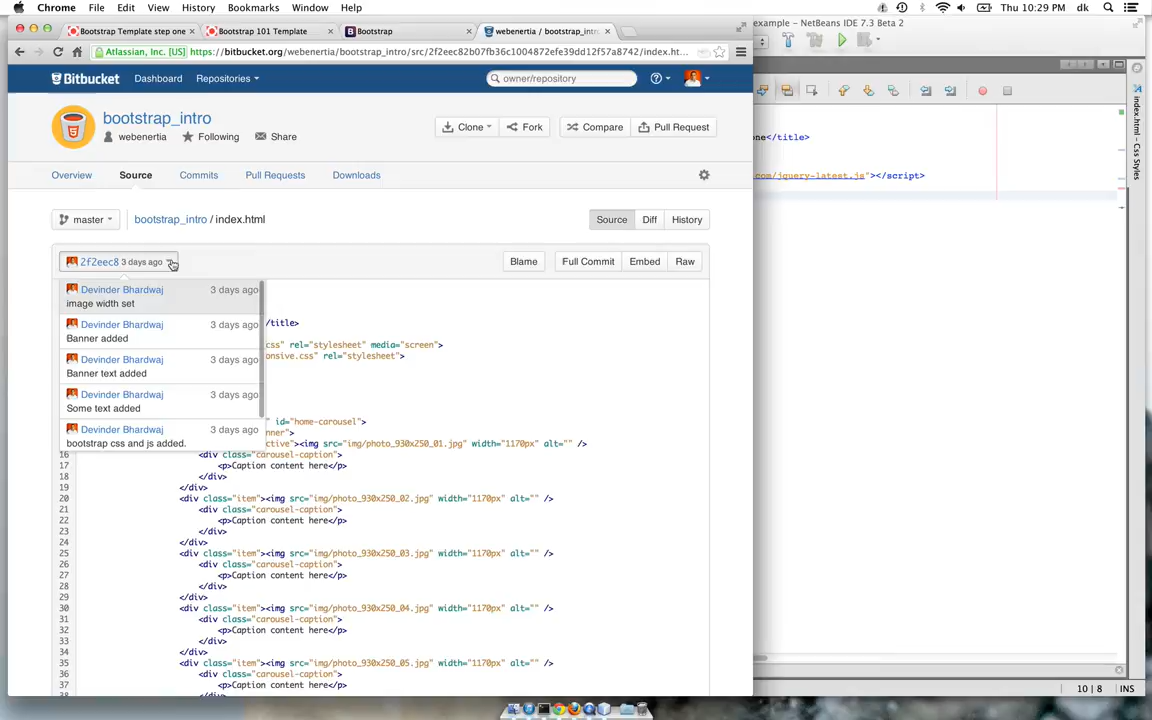 Chrome File Edit View History Bookmarks Window Help Thu 10:29 PM dk
Bootstrap Template step one
Bootstrap 101 Template
Bootstrap
webenertia / bootstrap_intro
example - NetBeans IDE 7.3 Beta 2
Atlassian, Inc. [US] https://bitbucket.org/webenertia/bootstrap_intro/src/2f2eec82b07fb36c1004872efe39dd12f57a8742/index.ht...
Bitbucket Dashboard Repositories owner/repository
bootstrap_intro
webenertia Following Share
Clone Fork Compare Pull Request
Overview Source Commits Pull Requests Downloads
master bootstrap_intro / index.html Source Diff History
2f2eec8 3 days ago Blame Full Commit Embed Raw
Devinder Bhardwaj 3 days ago
image width set
Devinder Bhardwaj 3 days ago
Banner added
Devinder Bhardwaj 3 days ago
Banner text added
Devinder Bhardwaj 3 days ago
Some text added
Devinder Bhardwaj 3 days ago
bootstrap css and js added.
/title>
css" rel="stylesheet" media="screen">
onsive.css" rel="stylesheet">
" id="home-carousel">
nner">
ctive"><img src="img/photo_930x250_01.jpg" width="1170px" alt="" />
16 <div class="carousel-caption">
17 <p>Caption content here</p>
18 </div>
19 </div>
20 <div class="item"><img src="img/photo_930x250_02.jpg" width="1170px" alt="" />
21 <div class="carousel-caption">
22 <p>Caption content here</p>
23 </div>
24 </div>
25 <div class="item"><img src="img/photo_930x250_03.jpg" width="1170px" alt="" />
26 <div class="carousel-caption">
27 <p>Caption content here</p>
28 </div>
29 </div>
30 <div class="item"><img src="img/photo_930x250_04.jpg" width="1170px" alt="" />
31 <div class="carousel-caption">
32 <p>Caption content here</p>
33 </div>
34 </div>
35 <div class="item"><img src="img/photo_930x250_05.jpg" width="1170px" alt="" />
36 <div class="carousel-caption">
37 <p>Caption content here</p>
38 </div>
one</title>
com/jquery-latest.js"></script>
index.html - Css Styles
10 | 8 INS